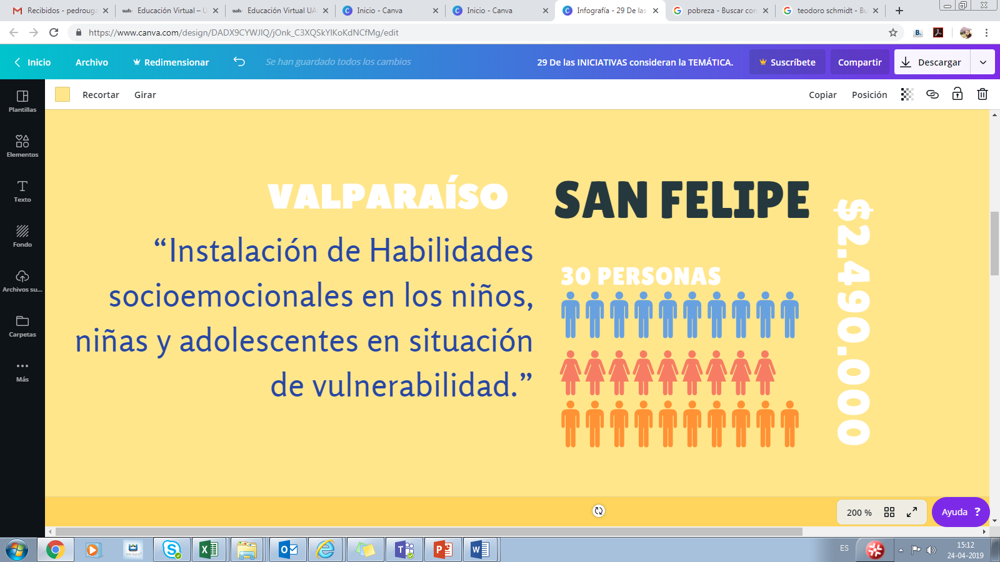 Recibidos - pedrouga
Educación Virtual – U
Educación Virtual UA
Inicio - Canva
Inicio - Canva
Infografía - 29 De las
pobreza - Buscar con
teodoro schmidt - Bu
https://www.canva.com/design/DADX9CYWJIQ/jOnk_C3XQSkYlKoKdNCfMg/edit
Inicio
Archivo
Redimensionar
Se han guardado todos los cambios
29 De las INICIATIVAS consideran la TEMÁTICA.
Suscríbete
Compartir
Descargar
Recortar
Girar
Copiar
Posición
Plantillas
Elementos
Texto
Fondo
Archivos su...
Carpetas
Más
VALPARAÍSO
“Instalación de Habilidades
socioemocionales en los niños,
niñas y adolescentes en situación
de vulnerabilidad.”
SAN FELIPE
30 PERSONAS
$2.490.000
200 %
Ayuda ?
ES
15:12
24-04-2019